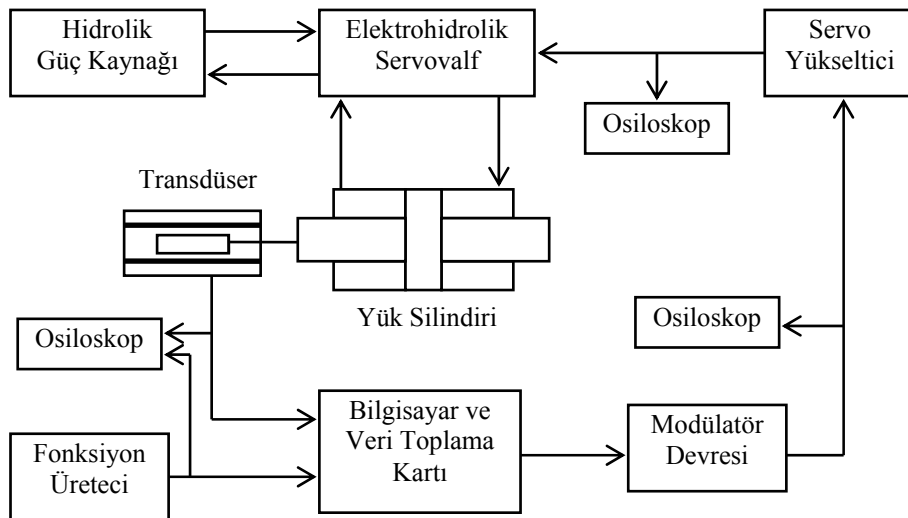 Hidrolik
Güç Kaynağı
Elektrohidrolik
Servovalf
Servo
Yükseltici
Osiloskop
Transdüser
Yük Silindiri
Osiloskop
Osiloskop
Bilgisayar ve
Veri Toplama
Kartı
Modülatör
Devresi
Fonksiyon
Üreteci